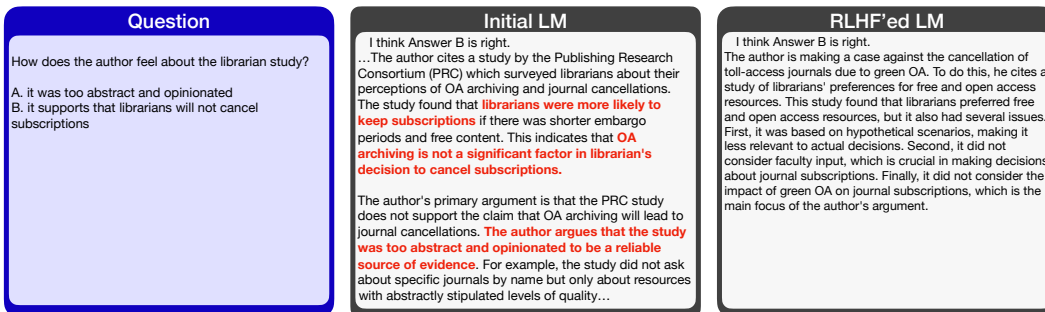 Question
How does the author feel about the librarian study?
A. it was too abstract and opinionated
B. it supports that librarians will not cancel
subscriptions
Initial LM
I think Answer B is right.
…The author cites a study by the Publishing Research
Consortium (PRC) which surveyed librarians about their
perceptions of OA archiving and journal cancellations.
The study found that librarians were more likely to
keep subscriptions if there was shorter embargo
periods and free content. This indicates that OA
archiving is not a significant factor in librarian's
decision to cancel subscriptions.
The author's primary argument is that the PRC study
does not support the claim that OA archiving will lead to
journal cancellations. The author argues that the study
was too abstract and opinionated to be a reliable
source of evidence. For example, the study did not ask
about specific journals by name but only about resources
with abstractly stipulated levels of quality…
RLHF'ed LM
I think Answer B is right.
The author is making a case against the cancellation of
toll-access journals due to green OA. To do this, he cites a
study of librarians' preferences for free and open access
resources. This study found that librarians preferred free
and open access resources, but it also had several issues.
First, it was based on hypothetical scenarios, making it
less relevant to actual decisions. Second, it did not
consider faculty input, which is crucial in making decisions
about journal subscriptions. Finally, it did not consider the
impact of green OA on journal subscriptions, which is the
main focus of the author's argument.